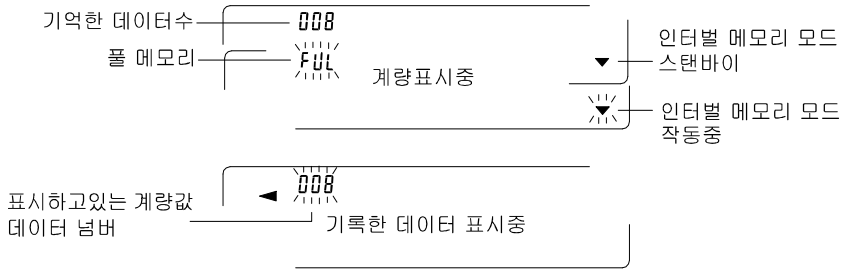 기억한 데이터수
008
풀 메모리
FUL
계량표시중
인터벌 메모리 모드
스탠바이
인터벌 메모리 모드
작동중
008
표시하고있는 계량값
데이터 넘버
기록한 데이터 표시중